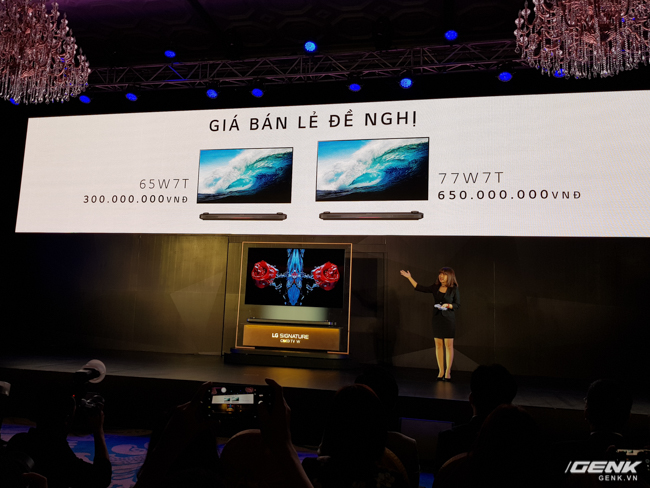 GIÁ BÁN LẺ ĐỀ NGHỊ
65W7T
300.000.000VNĐ
77W7T
650.000.000VNĐ
LG SIGNATURE
OLED TV W
GENK
GENK.VN